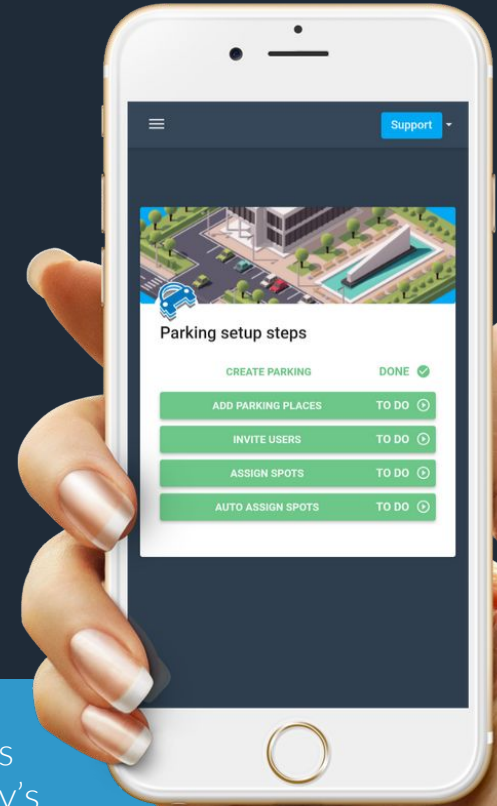 Support
Parking setup steps
CREATE PARKING DONE
ADD PARKING PLACES TO DO
INVITE USERS TO DO
ASSIGN SPOTS TO DO
AUTO ASSIGN SPOTS TO DO